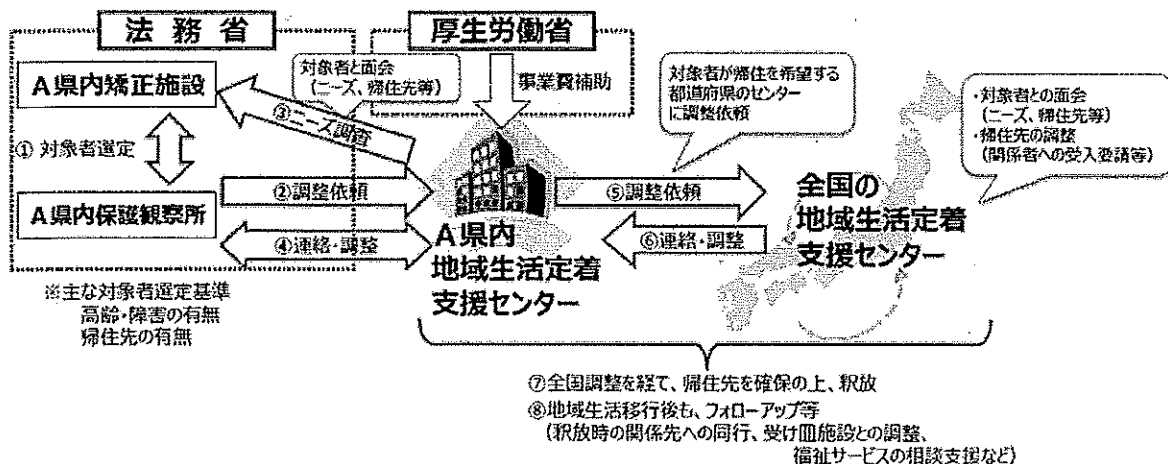 法務省
厚生労働省
A県内矯正施設
対象者と面会
(ニーズ、帰住先等)
事業費補助
対象者が帰住を希望する
都道府県のセンター
に調整依頼
・対象者との面会
(ニーズ、帰住先等)
・帰住先の調整
(関係者への受入要請等)
③ニーズ調査
① 対象者選定
②調整依頼
⑤調整依頼
A県内保護観察所
④連絡・調整
⑥連絡・調整
A県内
地域生活定着
支援センター
全国の
地域生活定着
支援センター
※主な対象者選定基準
高齢・障害の有無
帰住先の有無
⑦全国調整を経て、帰住先を確保の上、釈放
⑧地域生活移行後も、フォローアップ等
(釈放時の関係先への同行、受け皿施設との調整、
福祉サービスの相談支援など)